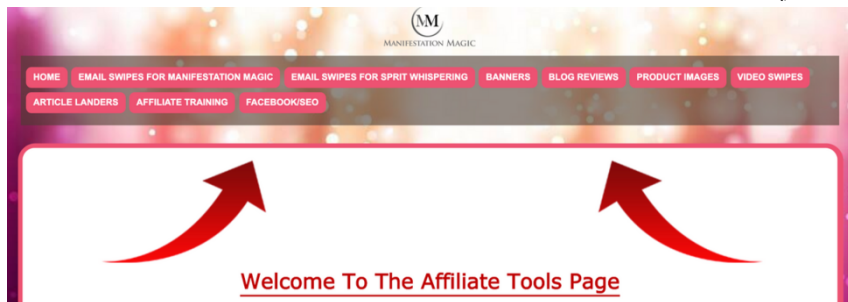 MM
MANIFESTATION MAGIC
HOME EMAIL SWIPES FOR MANIFESTATION MAGIC EMAIL SWIPES FOR SPRIT WHISPERING BANNERS BLOG REVIEWS PRODUCT IMAGES VIDEO SWIPES
ARTICLE LANDERS AFFILIATE TRAINING FACEBOOK/SEO
Welcome To The Affiliate Tools Page